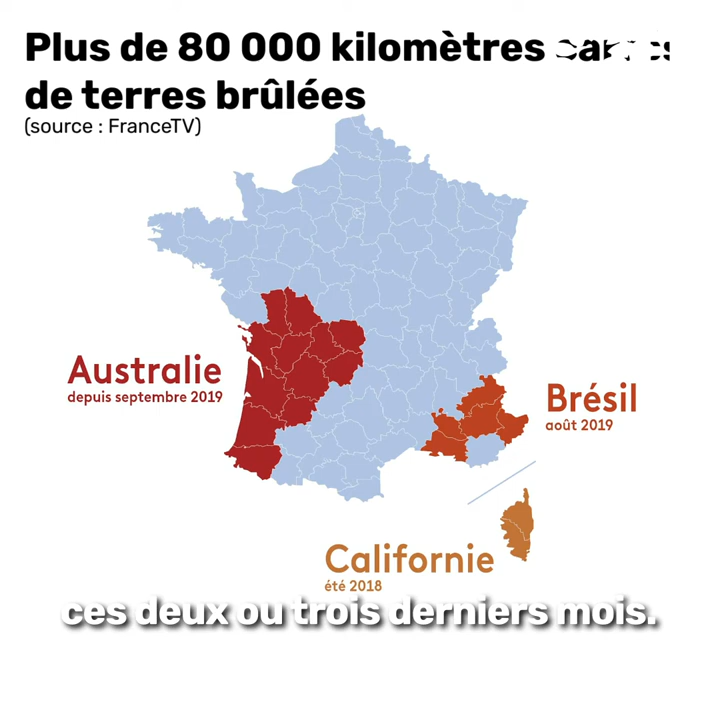 Plus de 80 000 kilomètres
de terres brûlées
(source : FranceTV)
Australie
depuis septembre 2019
Brésil
août 2019
Californie
été 2018
ces deux ou trois derniers mois.